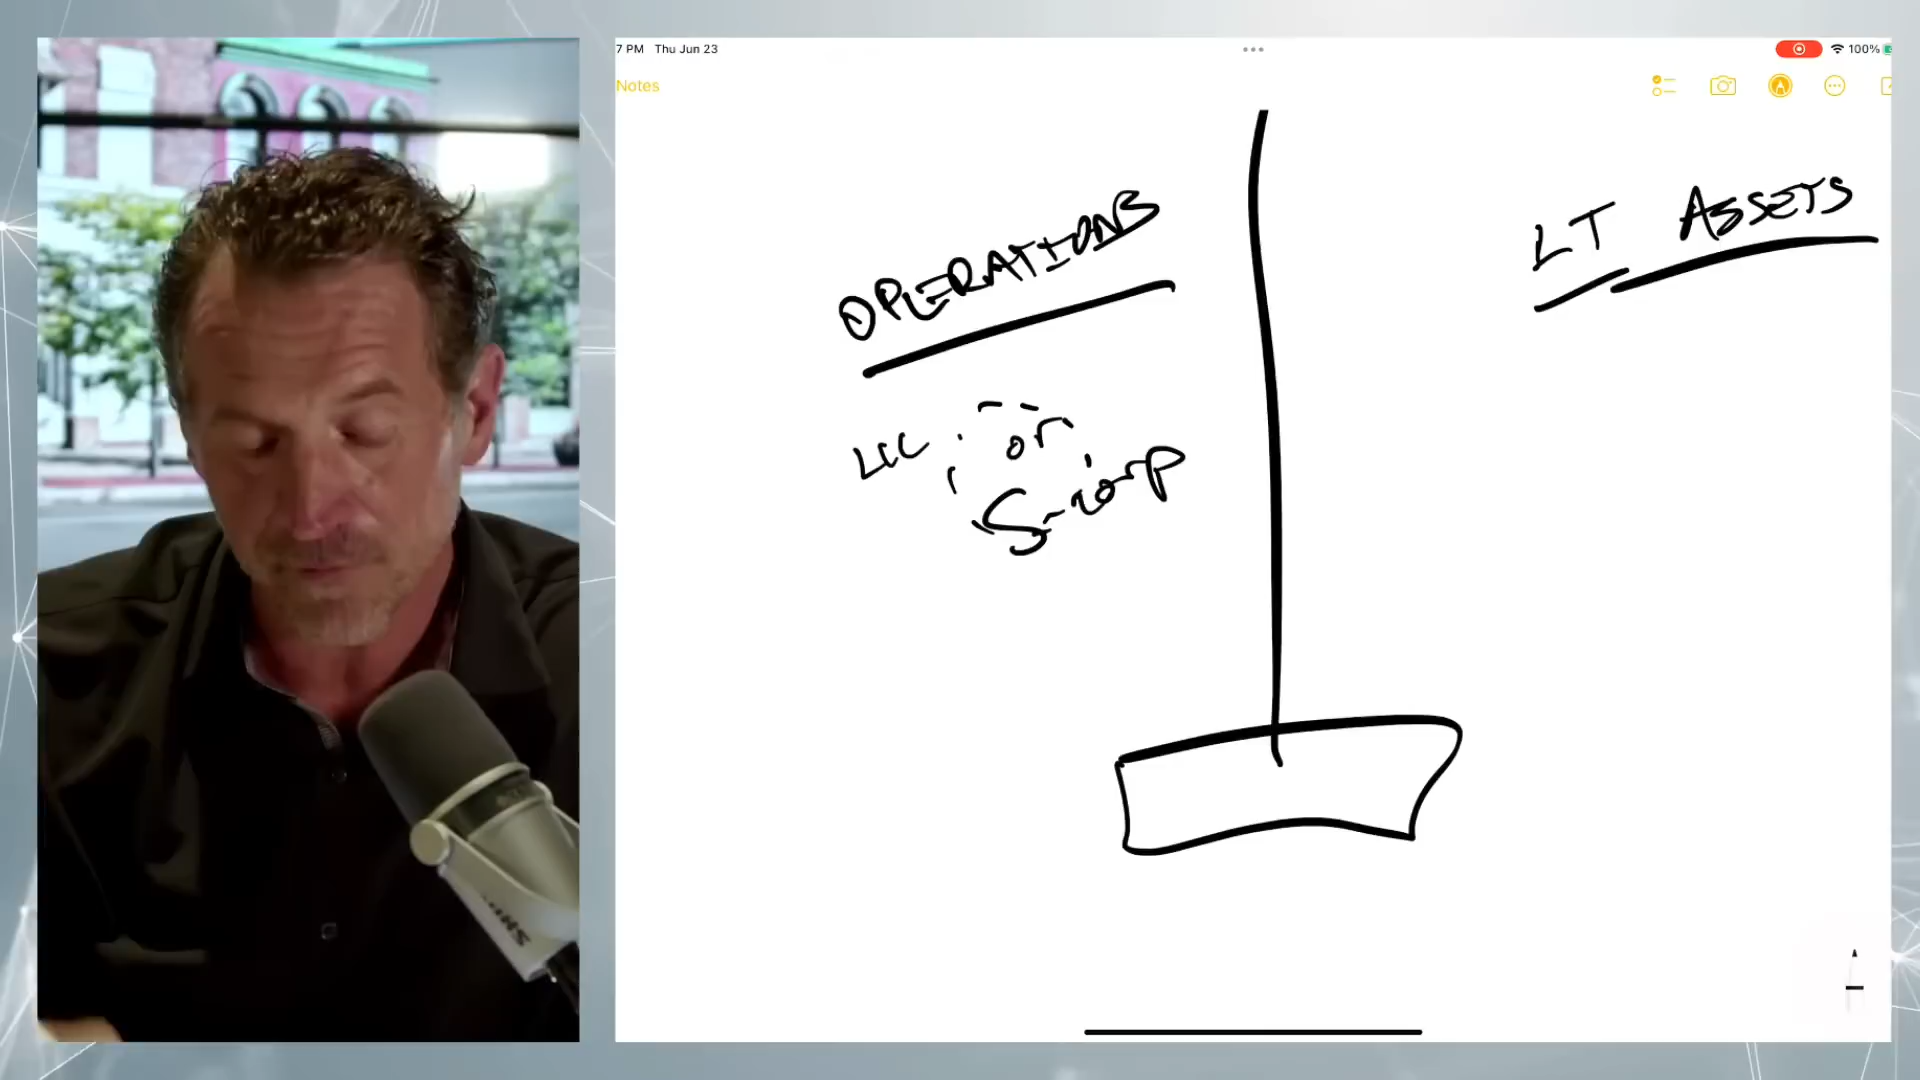 7 PM Thu Jun 23
100%
Notes
OPERATIONS
LT ASSETS
LLC or
S-corp